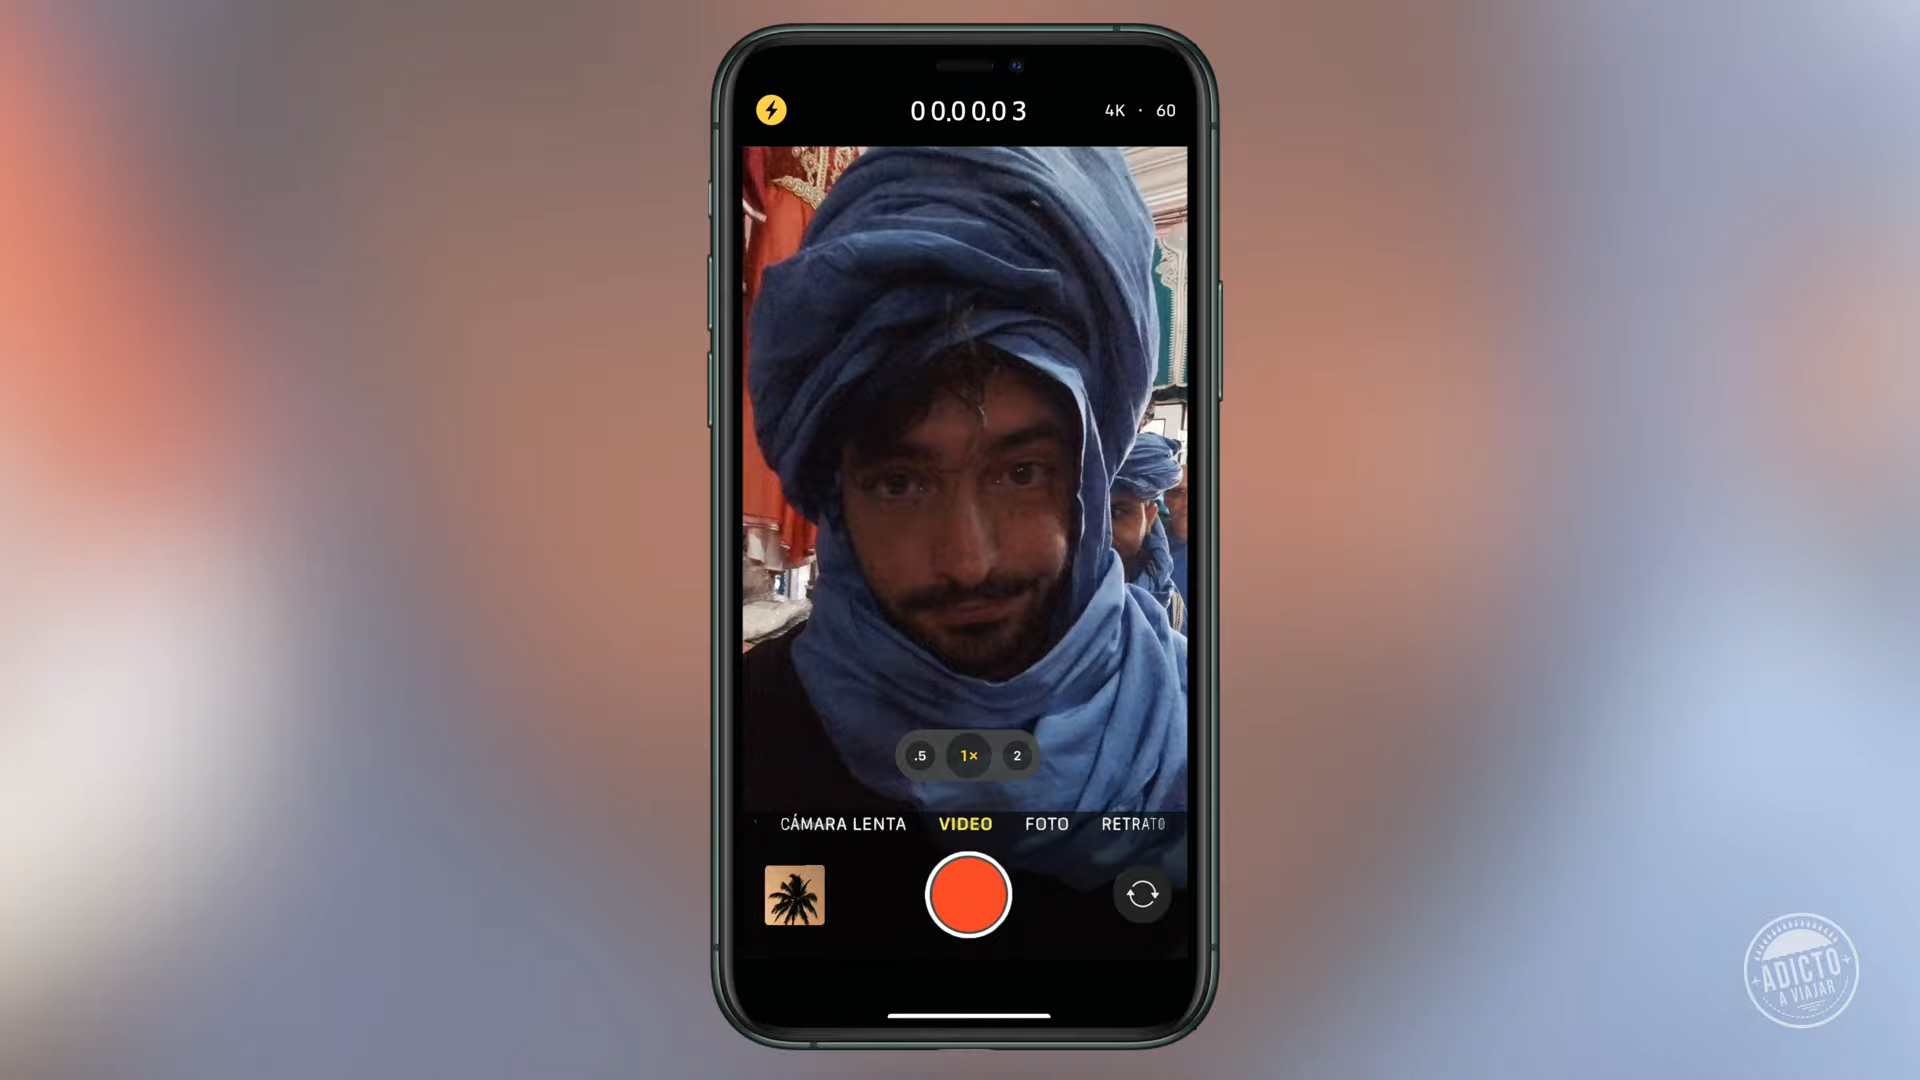 00.00.03
4K · 60
.5 1× 2
CÁMARA LENTA VIDEO FOTO RETRATO
ADICTO
A VIAJAR